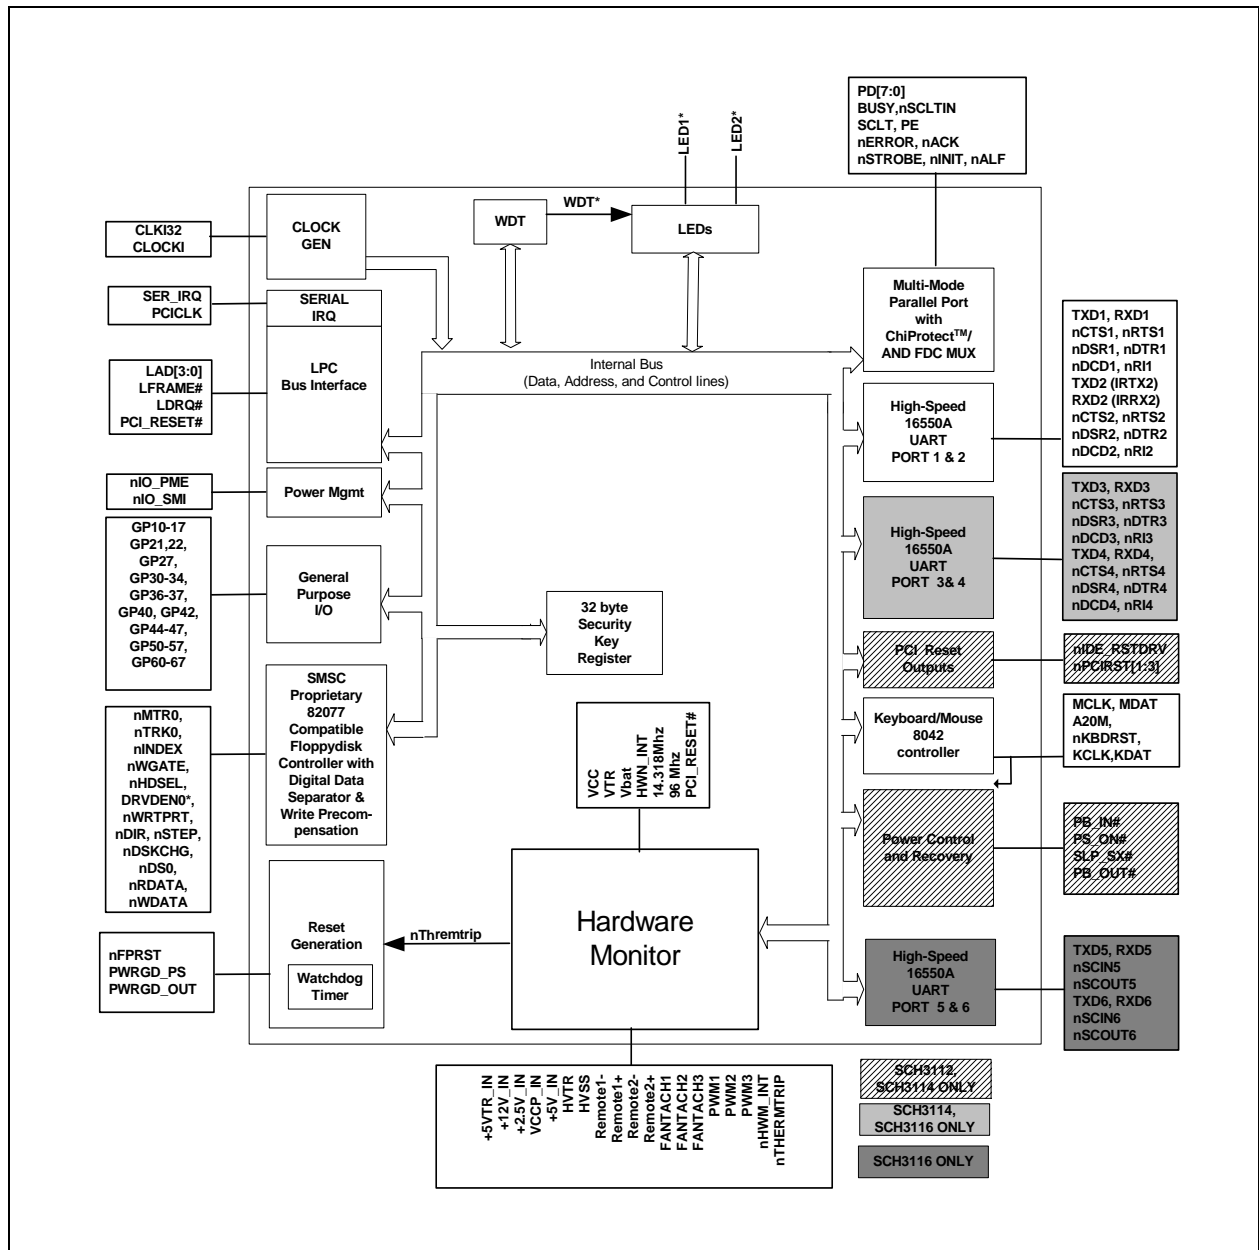 PD[7:0]
BUSY,nSCLTIN
SCLT, PE
nERROR, nACK
nSTROBE, nINIT, nALF
LED1*
LED2*
CLKI32
CLOCKI
CLOCK
GEN
WDT
WDT*
LEDs
SER_IRQ
PCICLK
SERIAL
IRQ
LAD[3:0]
LFRAME#
LDRQ#
PCI_RESET#
LPC
Bus Interface
Internal Bus
(Data, Address, and Control lines)
Multi-Mode
Parallel Port
with
ChiProtect™/
AND FDC MUX
High-Speed
16550A
UART
PORT 1 & 2
TXD1, RXD1
nCTS1, nRTS1
nDSR1, nDTR1
nDCD1, nRI1
TXD2 (IRTX2)
RXD2 (IRRX2)
nCTS2, nRTS2
nDSR2, nDTR2
nDCD2, nRI2
nIO_PME
nIO_SMI
Power Mgmt
High-Speed
16550A
UART
PORT 3& 4
TXD3, RXD3
nCTS3, nRTS3
nDSR3, nDTR3
nDCD3, nRI3
TXD4, RXD4,
nCTS4, nRTS4
nDSR4, nDTR4
nDCD4, nRI4
GP10-17
GP21,22,
GP27,
GP30-34,
GP36-37,
GP40, GP42,
GP44-47,
GP50-57,
GP60-67
General
Purpose
I/O
32 byte
Security
Key
Register
PCI Reset
Outputs
nIDE_RSTDRV
nPCIRST[1:3]
nMTR0,
nTRK0,
nINDEX
nWGATE,
nHDSEL,
DRVDEN0*,
nWRTPRT,
nDIR, nSTEP,
nDSKCHG,
nDS0,
nRDATA,
nWDATA
SMSC
Proprietary
82077
Compatible
Floppydisk
Controller with
Digital Data
Separator &
Write Precom-
pensation
VCC
VTR
Vbat
HWN_INT
14.318Mhz
96 Mhz
PCI_RESET#
Keyboard/Mouse
8042
controller
MCLK, MDAT
A20M,
nKBDRST,
KCLK,KDAT
Power Control
and Recovery
PB_IN#
PS_ON#
SLP_SX#
PB_OUT#
nFPRST
PWRGD_PS
PWRGD_OUT
Reset
Generation
Watchdog
Timer
nThremtrip
Hardware
Monitor
High-Speed
16550A
UART
PORT 5 & 6
TXD5, RXD5
nSCIN5
nSCOUT5
TXD6, RXD6
nSCIN6
nSCOUT6
+5VTR_IN
+12V_IN
+2.5V_IN
VCCP_IN
+5V_IN
HVTR
HVSS
Remote1-
Remote1+
Remote2-
Remote2+
FANTACH1
FANTACH2
FANTACH3
PWM1
PWM2
PWM3
nHWM_INT
nTHERMTRIP
SCH3112,
SCH3114 ONLY
SCH3114,
SCH3116 ONLY
SCH3116 ONLY